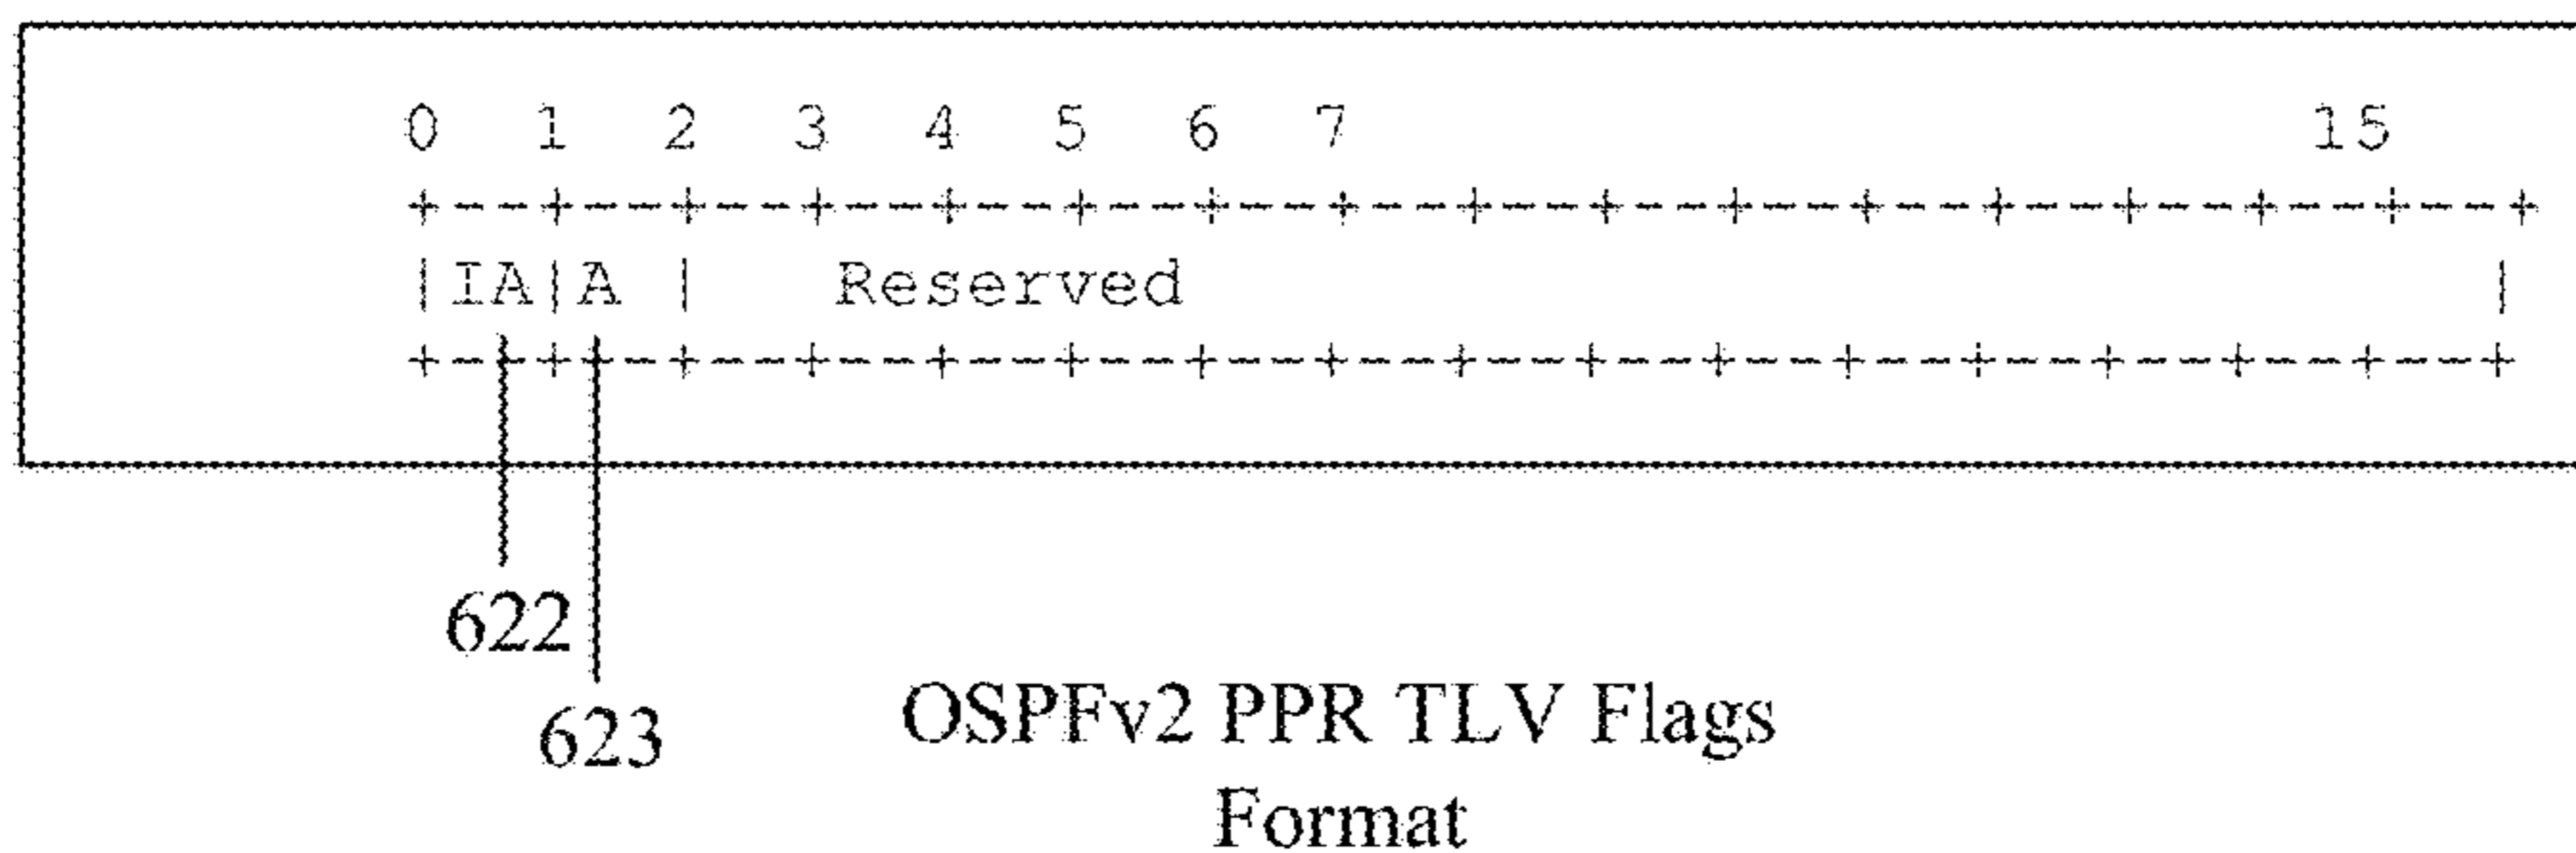 0 1 2 3 4 5 6 7 15
+---+---+---+---+---+---+---+---+---+---+---+---+---+---+---+---+
| IA| A | Reserved |
+---+---+---+---+---+---+---+---+---+---+---+---+---+---+---+---+
622
623
OSPFv2 PPR TLV Flags
Format